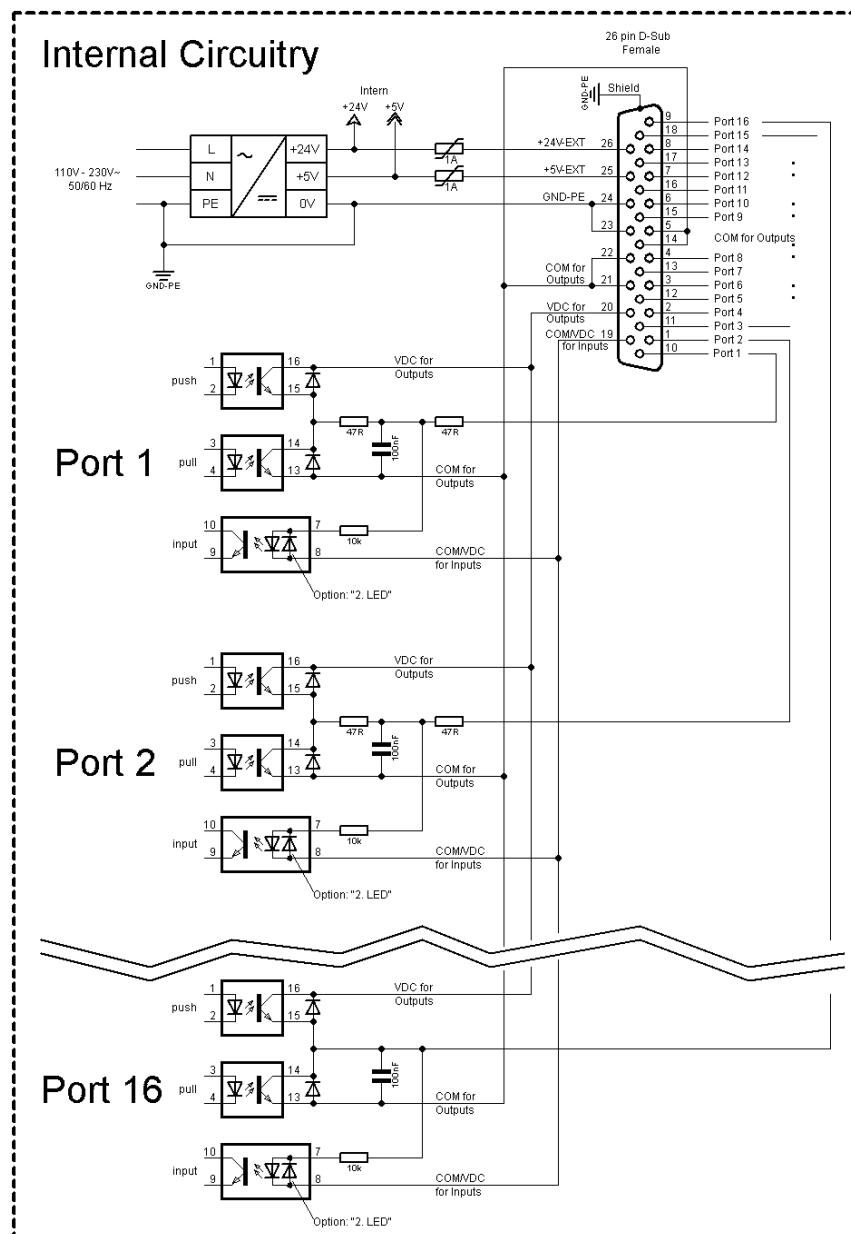 Internal Circuitry
26 pin D-Sub
Female
GND-PE
Shield
Intern
+24V
+5V
L
+24V
N
+5V
PE
0V
110V - 230V~
50/60 Hz
1A
1A
GND-PE
+24V-EXT
26
+5V-EXT
25
GND-PE
24
23
22
COM for
Outputs
21
VDC for
Outputs
20
COM/VDC
for Inputs
19
9
Port 16
18
Port 15
8
Port 14
17
Port 13
7
Port 12
16
Port 11
6
Port 10
15
Port 9
5
14
COM for Outputs
4
Port 8
13
Port 7
3
Port 6
12
Port 5
2
Port 4
11
Port 3
1
Port 2
10
Port 1
Port 1
push
1
2
16
15
VDC for
Outputs
47R
100nF
47R
pull
3
4
14
13
COM for
Outputs
input
10
9
7
8
10k
COM/VDC
for Inputs
Option: "2. LED"
Port 2
push
1
2
16
15
VDC for
Outputs
47R
100nF
47R
pull
3
4
14
13
COM for
Outputs
input
10
9
7
8
10k
COM/VDC
for Inputs
Option: "2. LED"
Port 16
push
1
2
16
15
VDC for
Outputs
100nF
pull
3
4
14
13
COM for
Outputs
input
10
9
7
8
10k
COM/VDC
for Inputs
Option: "2. LED"